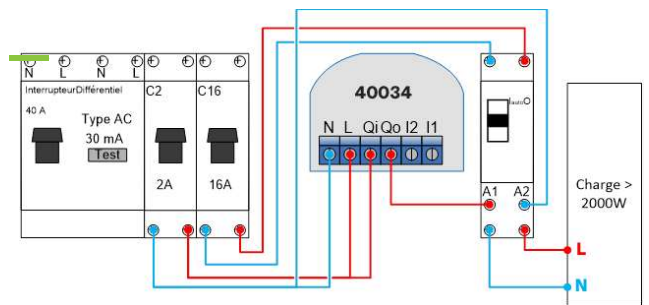 N L N L
InterrupteurDifférentiel
40 A
Type AC
30 mA
Test
C2
2A
C16
16A
40034
N L Qi Qo I2 I1
IautoO
A1 A2
Charge >
2000W
L
N